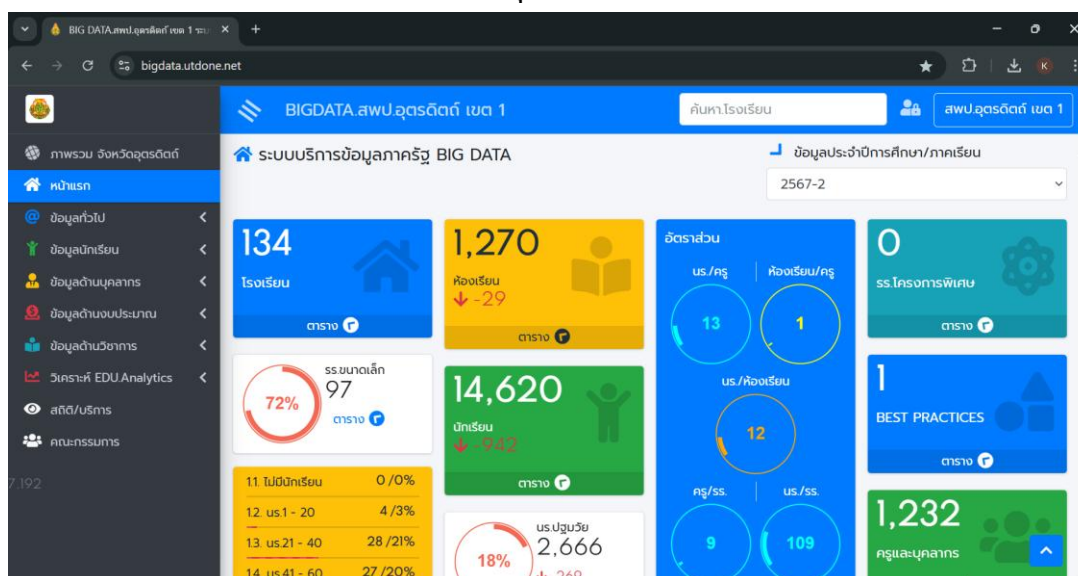 BIG DATA.สพป.อุตรดิตถ์ เขต 1 ระบ
bigdata.utdone.net
K
BIGDATA.สพป.อุตรดิตถ์ เขต 1
ค้นหา.โรงเรียน
สพป.อุตรดิตถ์ เขต 1
ภาพรวม จังหวัดอุตรดิตถ์
หน้าแรก
ข้อมูลทั่วไป
ข้อมูลนักเรียน
ข้อมูลด้านบุคลากร
ข้อมูลด้านงบประมาณ
ข้อมูลด้านวิชาการ
วิเคราะห์ EDU.Analytics
สถิติ/บริการ
คณะกรรมการ
7.192
ระบบบริการข้อมูลภาครัฐ BIG DATA
ข้อมูลประจำปีการศึกษา/ภาคเรียน
2567-2
134
โรงเรียน
ตาราง
72%
รร.ขนาดเล็ก
97
ตาราง
11. ไม่มีนักเรียน 0 /0%
12. นร.1 - 20 4 /3%
13. นร.21 - 40 28 /21%
14. นร.41 - 60 27 /20%
1,270
ห้องเรียน
-29
ตาราง
14,620
นักเรียน
-942
ตาราง
18%
นร.ปฐมวัย
2,666
-269
อัตราส่วน
นร./ครู
ห้องเรียน/ครู
13
1
นร./ห้องเรียน
12
ครู/รร.
นร./รร.
9
109
0
รร.โครงการพิเศษ
ตาราง
1
BEST PRACTICES
ตาราง
1,232
ครูและบุคลากร